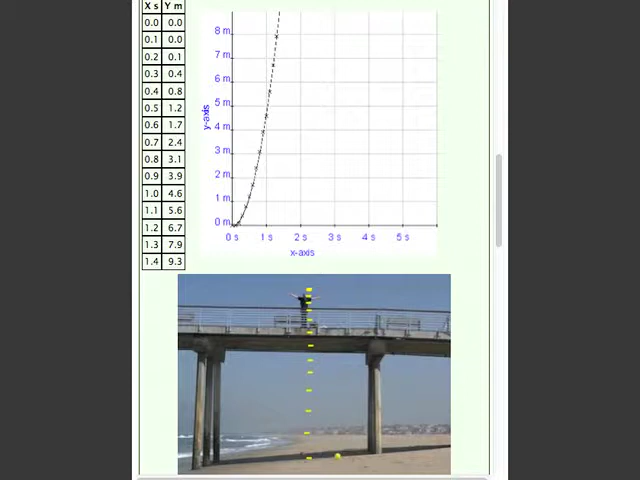 X s Y m
0.0 0.0
0.1 0.0
0.2 0.1
0.3 0.4
0.4 0.8
0.5 1.2
0.6 1.7
0.7 2.4
0.8 3.1
0.9 3.9
1.0 4.6
1.1 5.6
1.2 6.7
1.3 7.9
1.4 9.3
8 m
7 m
6 m
5 m
4 m
3 m
2 m
1 m
0 m
y-axis
0 s 1 s 2 s 3 s 4 s 5 s
x-axis